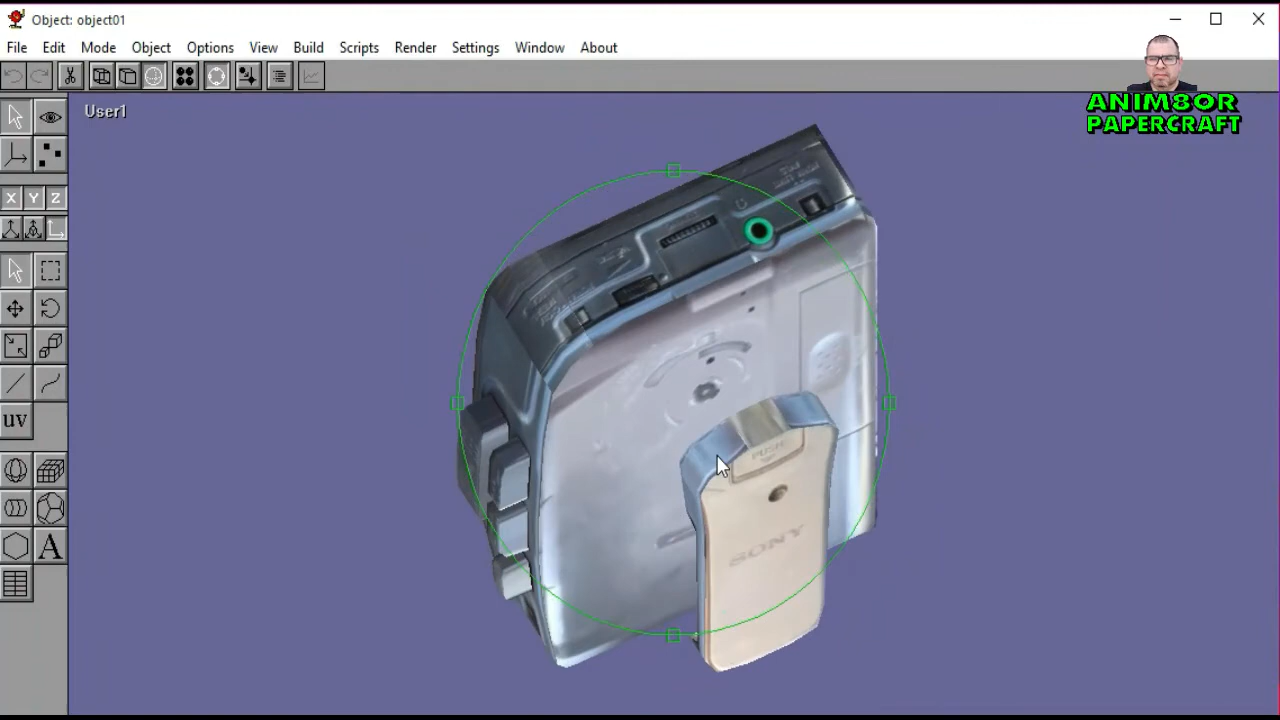 Object: object01
File Edit Mode Object Options View Build Scripts Render Settings Window About
ANIM8OR
PAPERCRAFT
User1
X Y Z
uv
A
PUSH
SONY